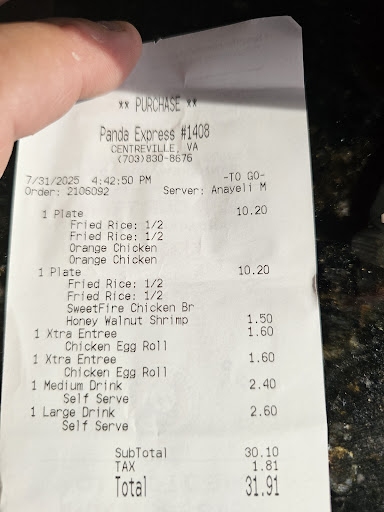 ** PURCHASE **
Panda Express #1408
CENTREVILLE, VA
(703)830-8676
7/31/2025 4:42:50 PM -TO GO-
Order: 2106092 Server: Anayeli M
1 Plate 10.20
Fried Rice: 1/2
Fried Rice: 1/2
Orange Chicken
Orange Chicken
1 Plate 10.20
Fried Rice: 1/2
Fried Rice: 1/2
SweetFire Chicken Br
Honey Walnut Shrimp 1.50
1 Xtra Entree 1.60
Chicken Egg Roll
1 Xtra Entree 1.60
Chicken Egg Roll
1 Medium Drink 2.40
Self Serve
1 Large Drink 2.60
Self Serve
SubTotal 30.10
TAX 1.81
Total 31.91